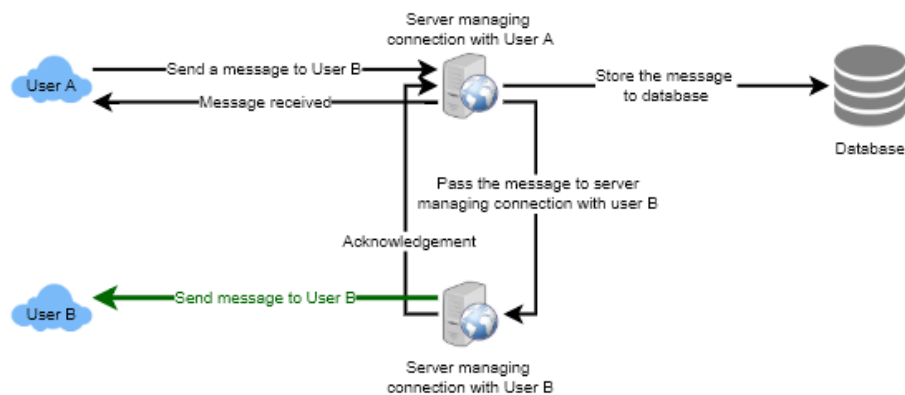 Server managing
connection with User A
User A
Send a message to User B
Message received
Store the message
to database
Database
Pass the message to server
managing connection with user B
Acknowledgement
Send message to User B
User B
Server managing
connection with User B